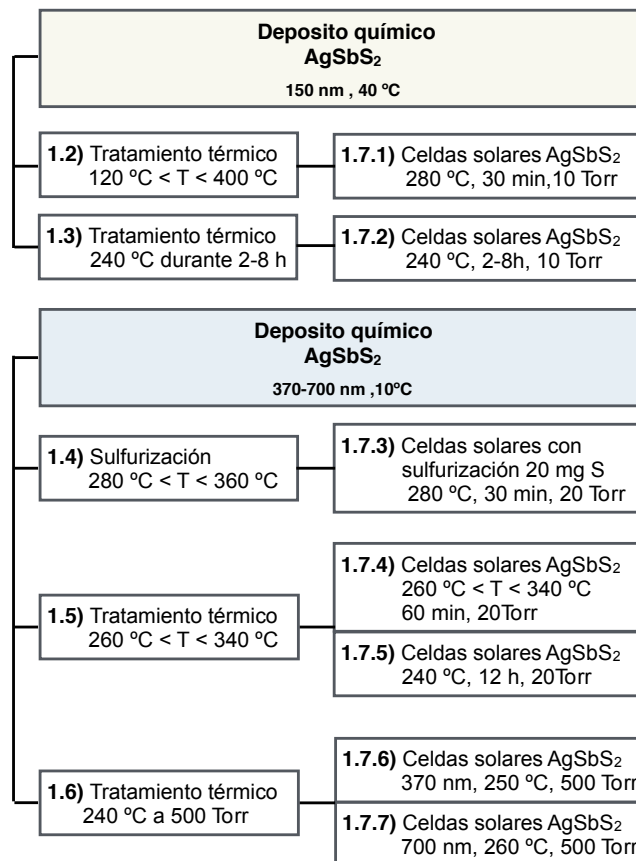 Deposito químico
AgSbS₂
150 nm , 40 ºC
1.2) Tratamiento térmico
120 ºC < T < 400 ºC
1.7.1) Celdas solares AgSbS₂
280 ºC, 30 min,10 Torr
1.3) Tratamiento térmico
240 ºC durante 2-8 h
1.7.2) Celdas solares AgSbS₂
240 ºC, 2-8h, 10 Torr
Deposito químico
AgSbS₂
370-700 nm ,10ºC
1.4) Sulfurización
280 ºC < T < 360 ºC
1.7.3) Celdas solares con
sulfurización 20 mg S
280 ºC, 30 min, 20 Torr
1.5) Tratamiento térmico
260 ºC < T < 340 ºC
1.7.4) Celdas solares AgSbS₂
260 ºC < T < 340 ºC
60 min, 20Torr
1.7.5) Celdas solares AgSbS₂
240 ºC, 12 h, 20Torr
1.6) Tratamiento térmico
240 ºC a 500 Torr
1.7.6) Celdas solares AgSbS₂
370 nm, 250 ºC, 500 Torr
1.7.7) Celdas solares AgSbS₂
700 nm, 260 ºC, 500 Torr